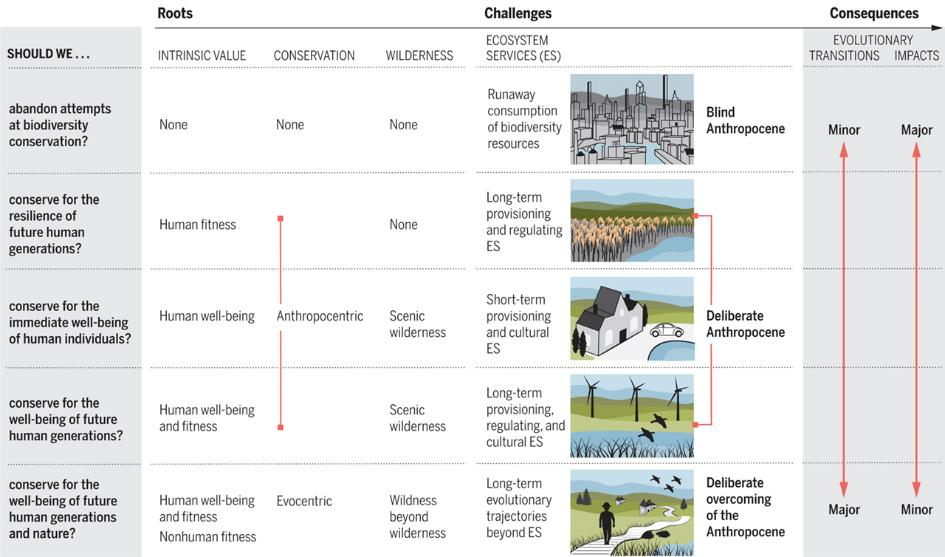 Roots
Challenges
Consequences
SHOULD WE ...
INTRINSIC VALUE
CONSERVATION
WILDERNESS
ECOSYSTEM
SERVICES (ES)
EVOLUTIONARY
TRANSITIONS
IMPACTS
abandon attempts
at biodiversity
conservation?
None
None
None
Runaway
consumption
of biodiversity
resources
Blind
Anthropocene
Minor
Major
conserve for the
resilience of
future human
generations?
Human fitness
None
Long-term
provisioning
and regulating
ES
conserve for the
immediate well-being
of human individuals?
Human well-being
Anthropocentric
Scenic
wilderness
Short-term
provisioning
and cultural
ES
Deliberate
Anthropocene
conserve for the
well-being of future
human generations?
Human well-being
and fitness
Scenic
wilderness
Long-term
provisioning,
regulating, and
cultural ES
conserve for the
well-being of future
human generations
and nature?
Human well-being
and fitness
Nonhuman fitness
Evocentric
Wildness
beyond
wilderness
Long-term
evolutionary
trajectories
beyond ES
Deliberate
overcoming
of the
Anthropocene
Major
Minor